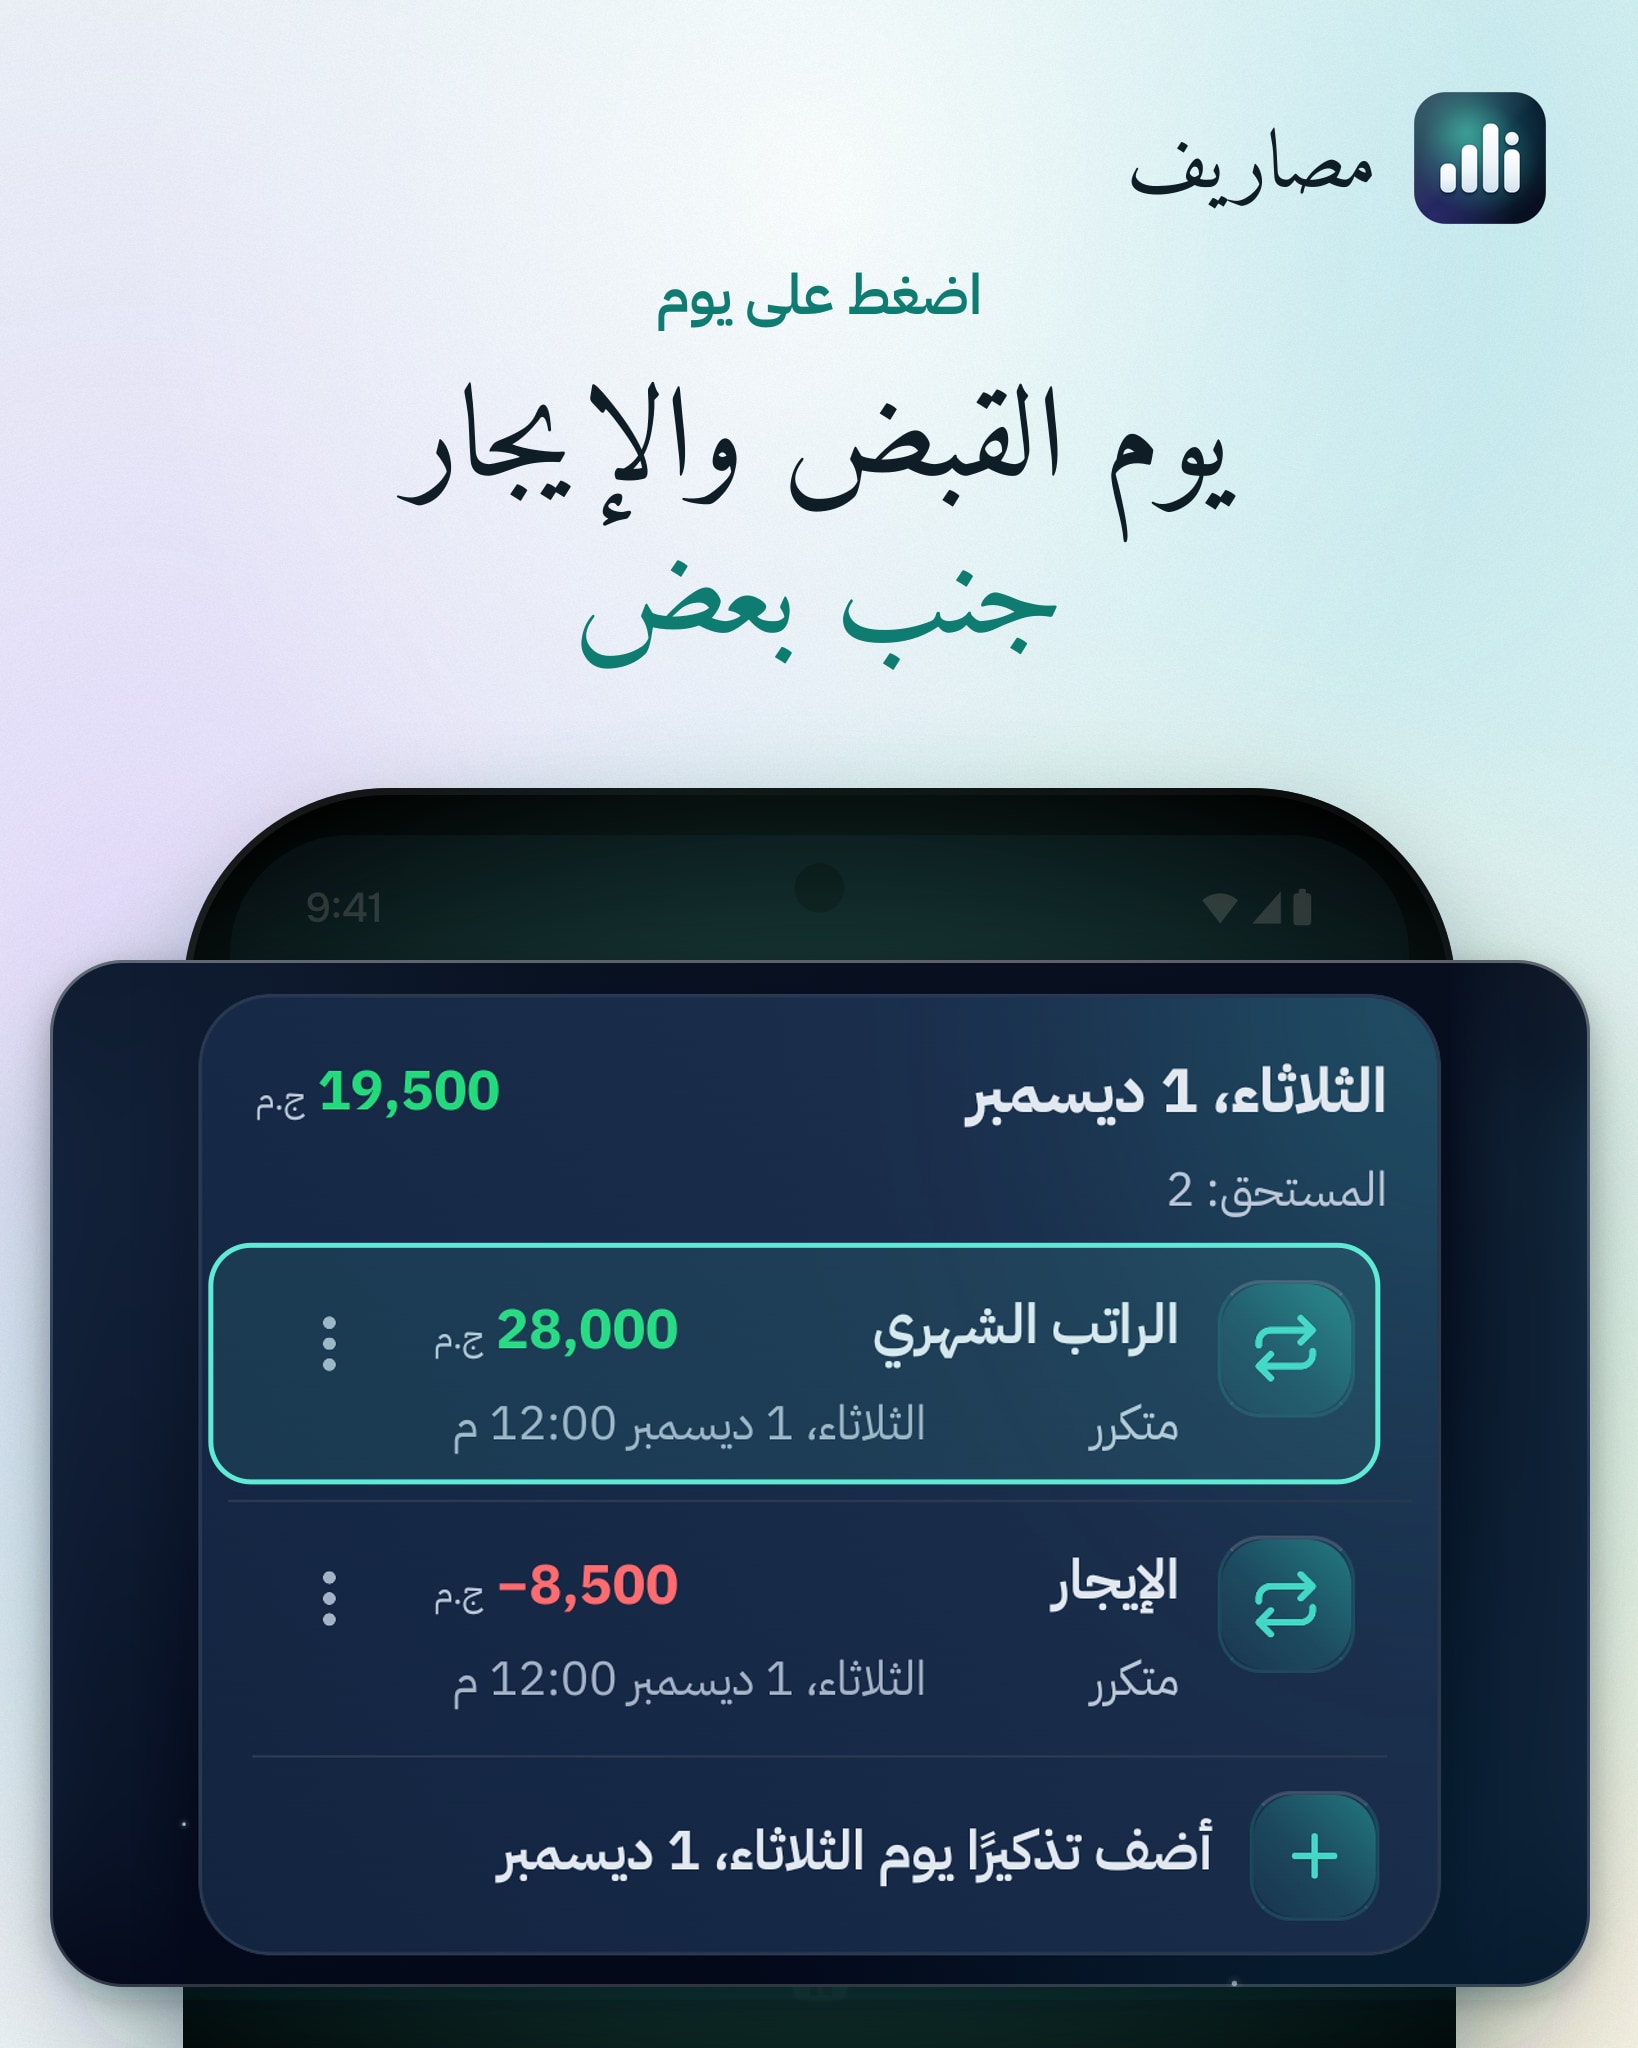 مصاريف
اضغط على يوم
يوم القبض والإيجار
جنب بعض
9:41
الثلاثاء، 1 ديسمبر 19,500 ج.م
المستحق: 2
الراتب الشهري 28,000 ج.م
متكرر الثلاثاء، 1 ديسمبر 12:00 م
الإيجار −8,500 ج.م
متكرر الثلاثاء، 1 ديسمبر 12:00 م
أضف تذكيرًا يوم الثلاثاء، 1 ديسمبر